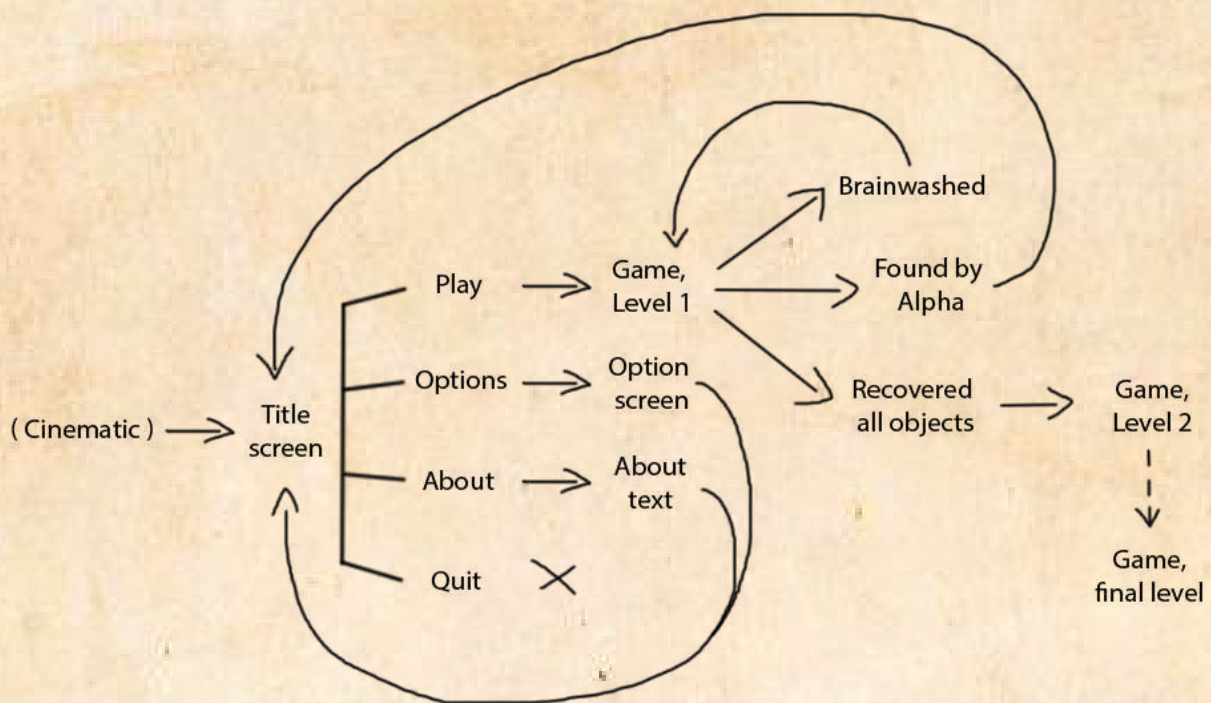 Brainwashed
Play
Game,
Level 1
Found by
Alpha
Options
Option
screen
Recovered
all objects
Game,
Level 2
( Cinematic )
Title
screen
About
About
text
Quit
Game,
final level